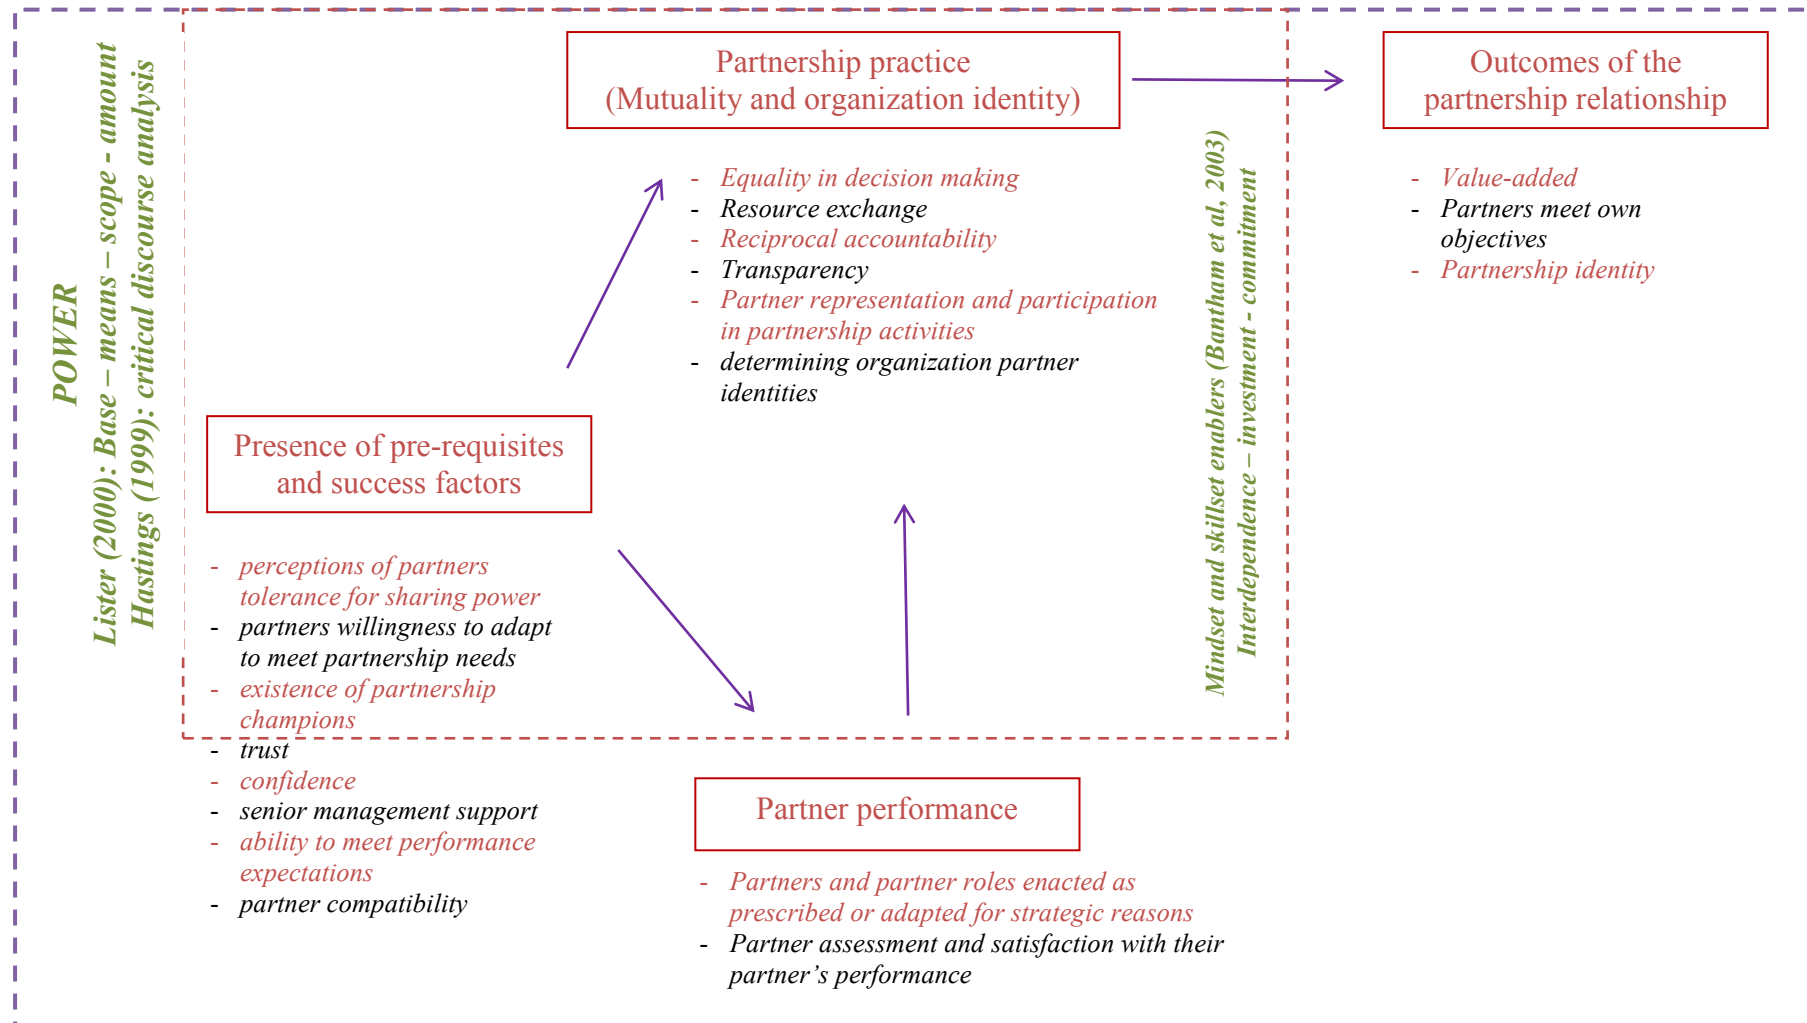 POWER
Lister (2000): Base – means – scope - amount
Hastings (1999): critical discourse analysis
Partnership practice
(Mutuality and organization identity)
- Equality in decision making
- Resource exchange
- Reciprocal accountability
- Transparency
- Partner representation and participation
in partnership activities
- determining organization partner
identities
Mindset and skillset enablers (Bantham et al, 2003)
Interdependence – investment - commitment
Outcomes of the
partnership relationship
- Value-added
- Partners meet own
objectives
- Partnership identity
Presence of pre-requisites
and success factors
- perceptions of partners
tolerance for sharing power
- partners willingness to adapt
to meet partnership needs
- existence of partnership
champions
- trust
- confidence
- senior management support
- ability to meet performance
expectations
- partner compatibility
Partner performance
- Partners and partner roles enacted as
prescribed or adapted for strategic reasons
- Partner assessment and satisfaction with their
partner’s performance